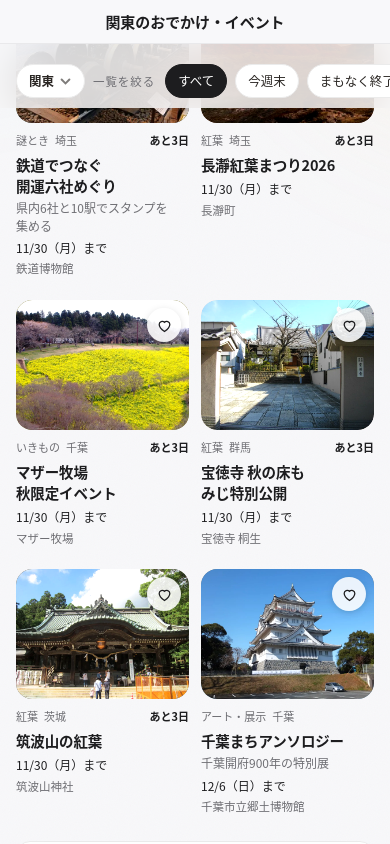 関東のおでかけ・イベント
関東
一覧を絞る
すべて
今週末
まもなく終了
謎とき 埼玉
あと3日
鉄道でつなぐ
開運六社めぐり
県内6社と10駅でスタンプを
集める
11/30（月）まで
鉄道博物館
紅葉 埼玉
あと3日
長瀞紅葉まつり2026
11/30（月）まで
長瀞町
いきもの 千葉
あと3日
マザー牧場
秋限定イベント
11/30（月）まで
マザー牧場
紅葉 群馬
あと3日
宝徳寺 秋の床も
みじ特別公開
11/30（月）まで
宝徳寺 桐生
紅葉 茨城
あと3日
筑波山の紅葉
11/30（月）まで
筑波山神社
アート・展示 千葉
千葉まちアンソロジー
千葉開府900年の特別展
12/6（日）まで
千葉市立郷土博物館